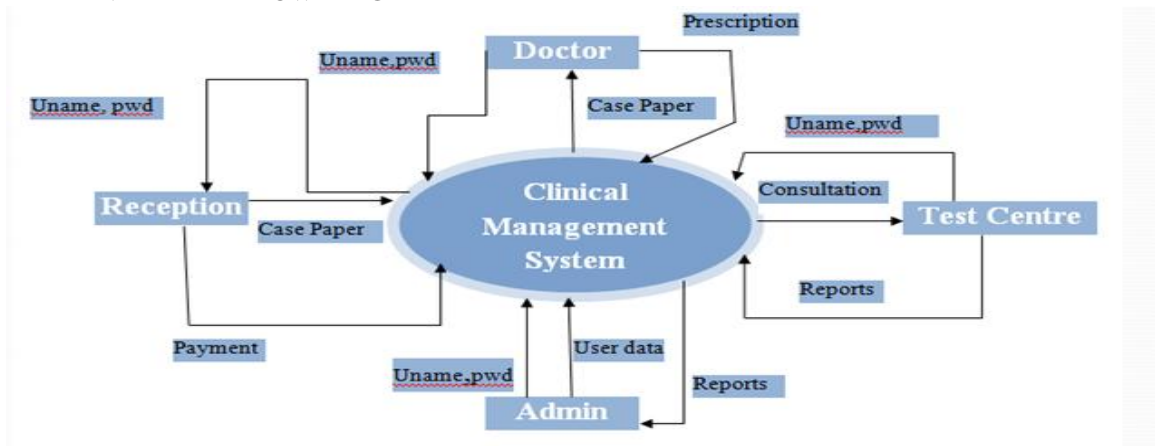 Prescription
Doctor
Uname,pwd
Uname, pwd
Case Paper
Uname,pwd
Clinical
Management
System
Consultation
Reception
Test Centre
Case Paper
Reports
Payment
User data
Uname,pwd
Reports
Admin